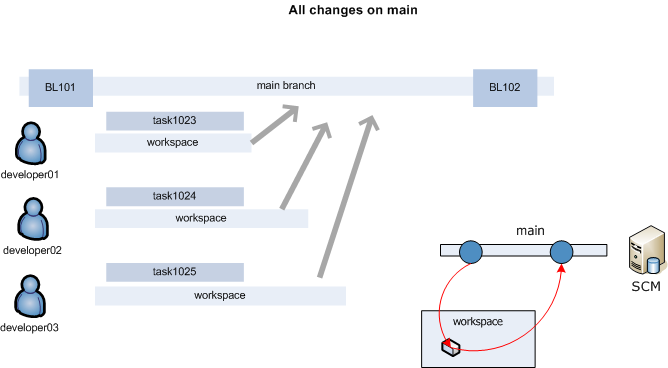 All changes on main
BL101
main branch
BL102
task1023
workspace
developer01
task1024
workspace
developer02
task1025
workspace
developer03
main
SCM
workspace